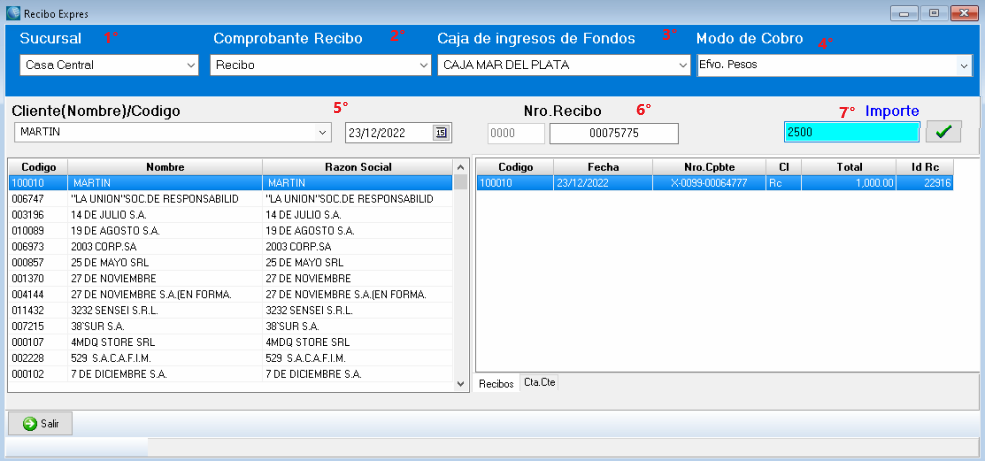 Recibo Expres
Sucursal 1° Comprobante Recibo 2° Caja de ingresos de Fondos 3° Modo de Cobro 4°
Casa Central Recibo CAJA MAR DEL PLATA Efvo. Pesos
Cliente(Nombre)/Codigo 5° Nro.Recibo 6° 7° Importe
MARTIN 23/12/2022 15 0000 00075775 2500
Codigo Nombre Razon Social
100010 MARTIN MARTIN
006747 "LA UNION"SOC.DE RESPONSABILID "LA UNION"SOC.DE RESPONSABILID
003196 14 DE JULIO S.A. 14 DE JULIO S.A.
010089 19 DE AGOSTO S.A. 19 DE AGOSTO S.A.
006973 2003 CORP.SA 2003 CORP.SA
000857 25 DE MAYO SRL 25 DE MAYO SRL
001370 27 DE NOVIEMBRE 27 DE NOVIEMBRE
004144 27 DE NOVIEMBRE S.A.(EN FORMA. 27 DE NOVIEMBRE S.A.(EN FORMA.
011432 3232 SENSEI S.R.L. 3232 SENSEI S.R.L.
007215 38'SUR S.A. 38'SUR S.A.
000107 4MDQ STORE SRL 4MDQ STORE SRL
002228 529 S.A.C.A.F.I.M. 529 S.A.C.A.F.I.M.
000102 7 DE DICIEMBRE S.A. 7 DE DICIEMBRE S.A.
Codigo Fecha Nro.Cpbte Cl Total Id Rc
100010 23/12/2022 X-0099-00064777 Rc 1,000.00 22916
Recibos Cta.Cte
Salir